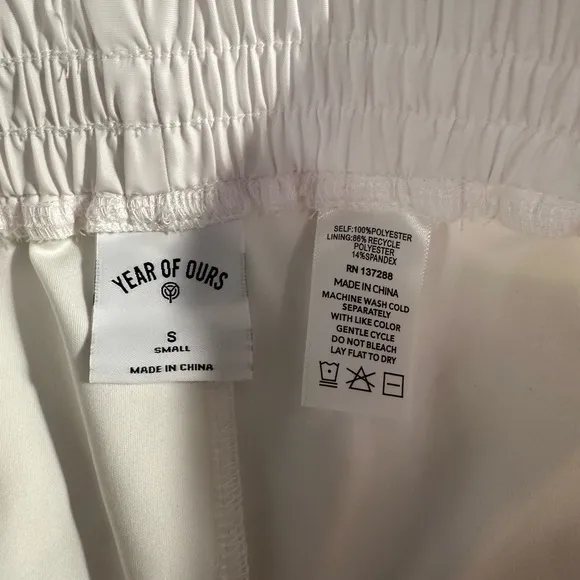 YEAR OF OURS
S
SMALL
MADE IN CHINA
SELF:100%POLYESTER
LINING:86% RECYCLE
POLYESTER
14%SPANDEX
RN 137288
MADE IN CHINA
MACHINE WASH COLD
SEPARATELY
WITH LIKE COLOR
GENTLE CYCLE
DO NOT BLEACH
LAY FLAT TO DRY